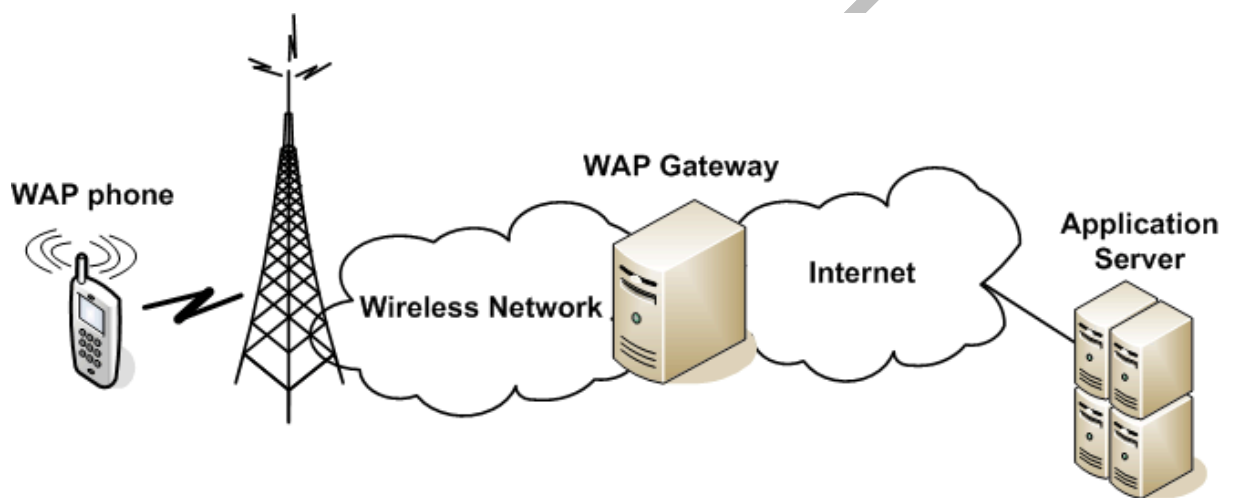 WAP phone
WAP Gateway
Wireless Network
Internet
Application
Server